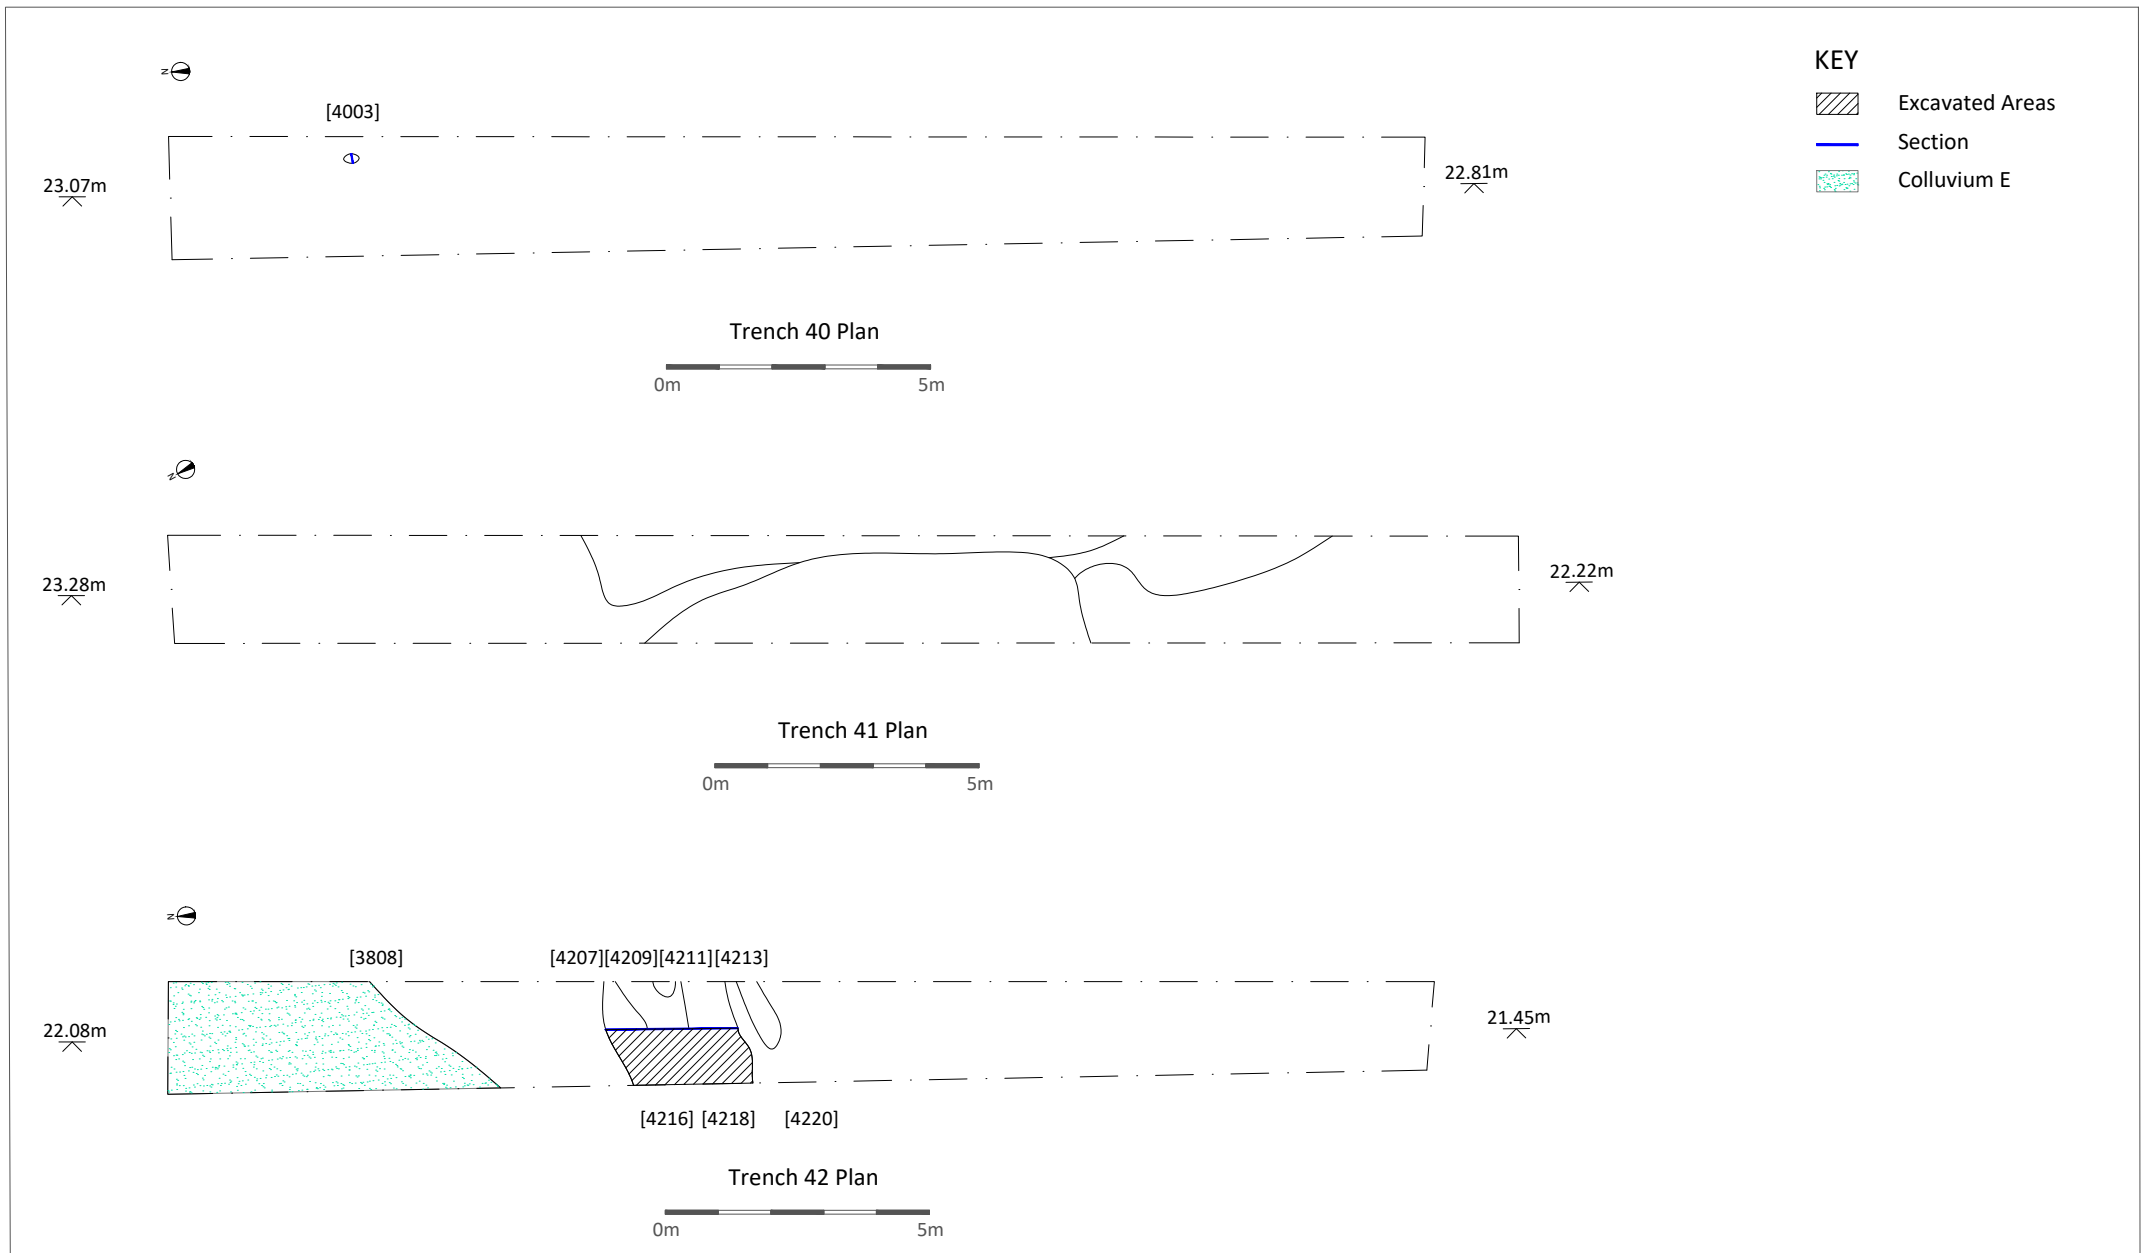 KEY
Excavated Areas
Section
Colluvium E
N
[4003]
23.07m
22.81m
Trench 40 Plan
0m 5m
N
23.28m
22.22m
Trench 41 Plan
0m 5m
N
[3808] [4207][4209][4211][4213]
22.08m
21.45m
[4216] [4218] [4220]
Trench 42 Plan
0m 5m